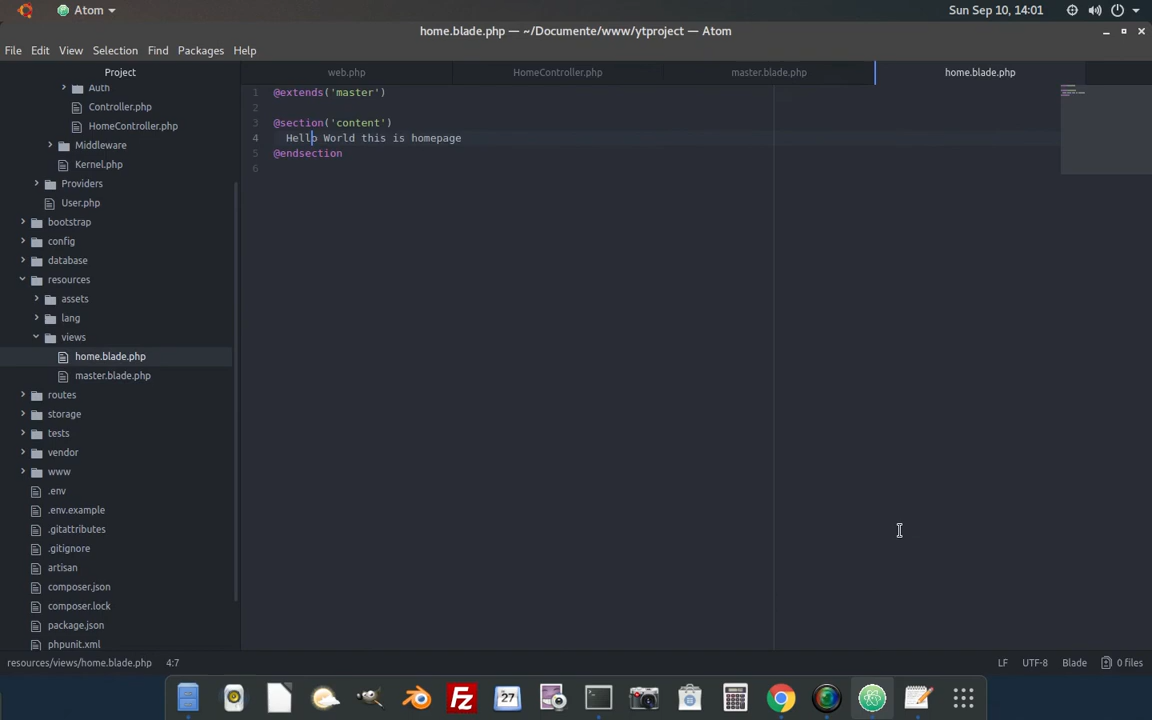 Atom
Sun Sep 10, 14:01
home.blade.php — ~/Documente/www/ytproject — Atom
File Edit View Selection Find Packages Help
Project
Auth
Controller.php
HomeController.php
Middleware
Kernel.php
Providers
User.php
bootstrap
config
database
resources
assets
lang
views
home.blade.php
master.blade.php
routes
storage
tests
vendor
www
.env
.env.example
.gitattributes
.gitignore
artisan
composer.json
composer.lock
package.json
phpunit.xml
web.php HomeController.php master.blade.php home.blade.php
1 @extends('master')
2
3 @section('content')
4 Hello World this is homepage
5 @endsection
6
resources/views/home.blade.php 4:7 LF UTF-8 Blade 0 files
Fz
27